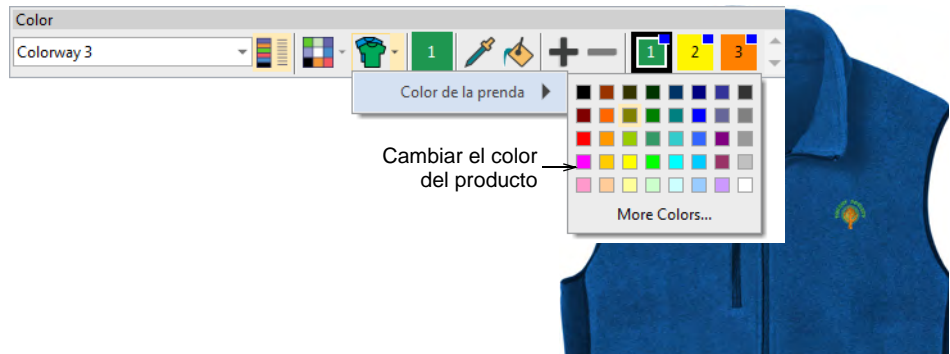 Color
Colorway 3
1
1
2
3
Color de la prenda
Cambiar el color
del producto
More Colors...